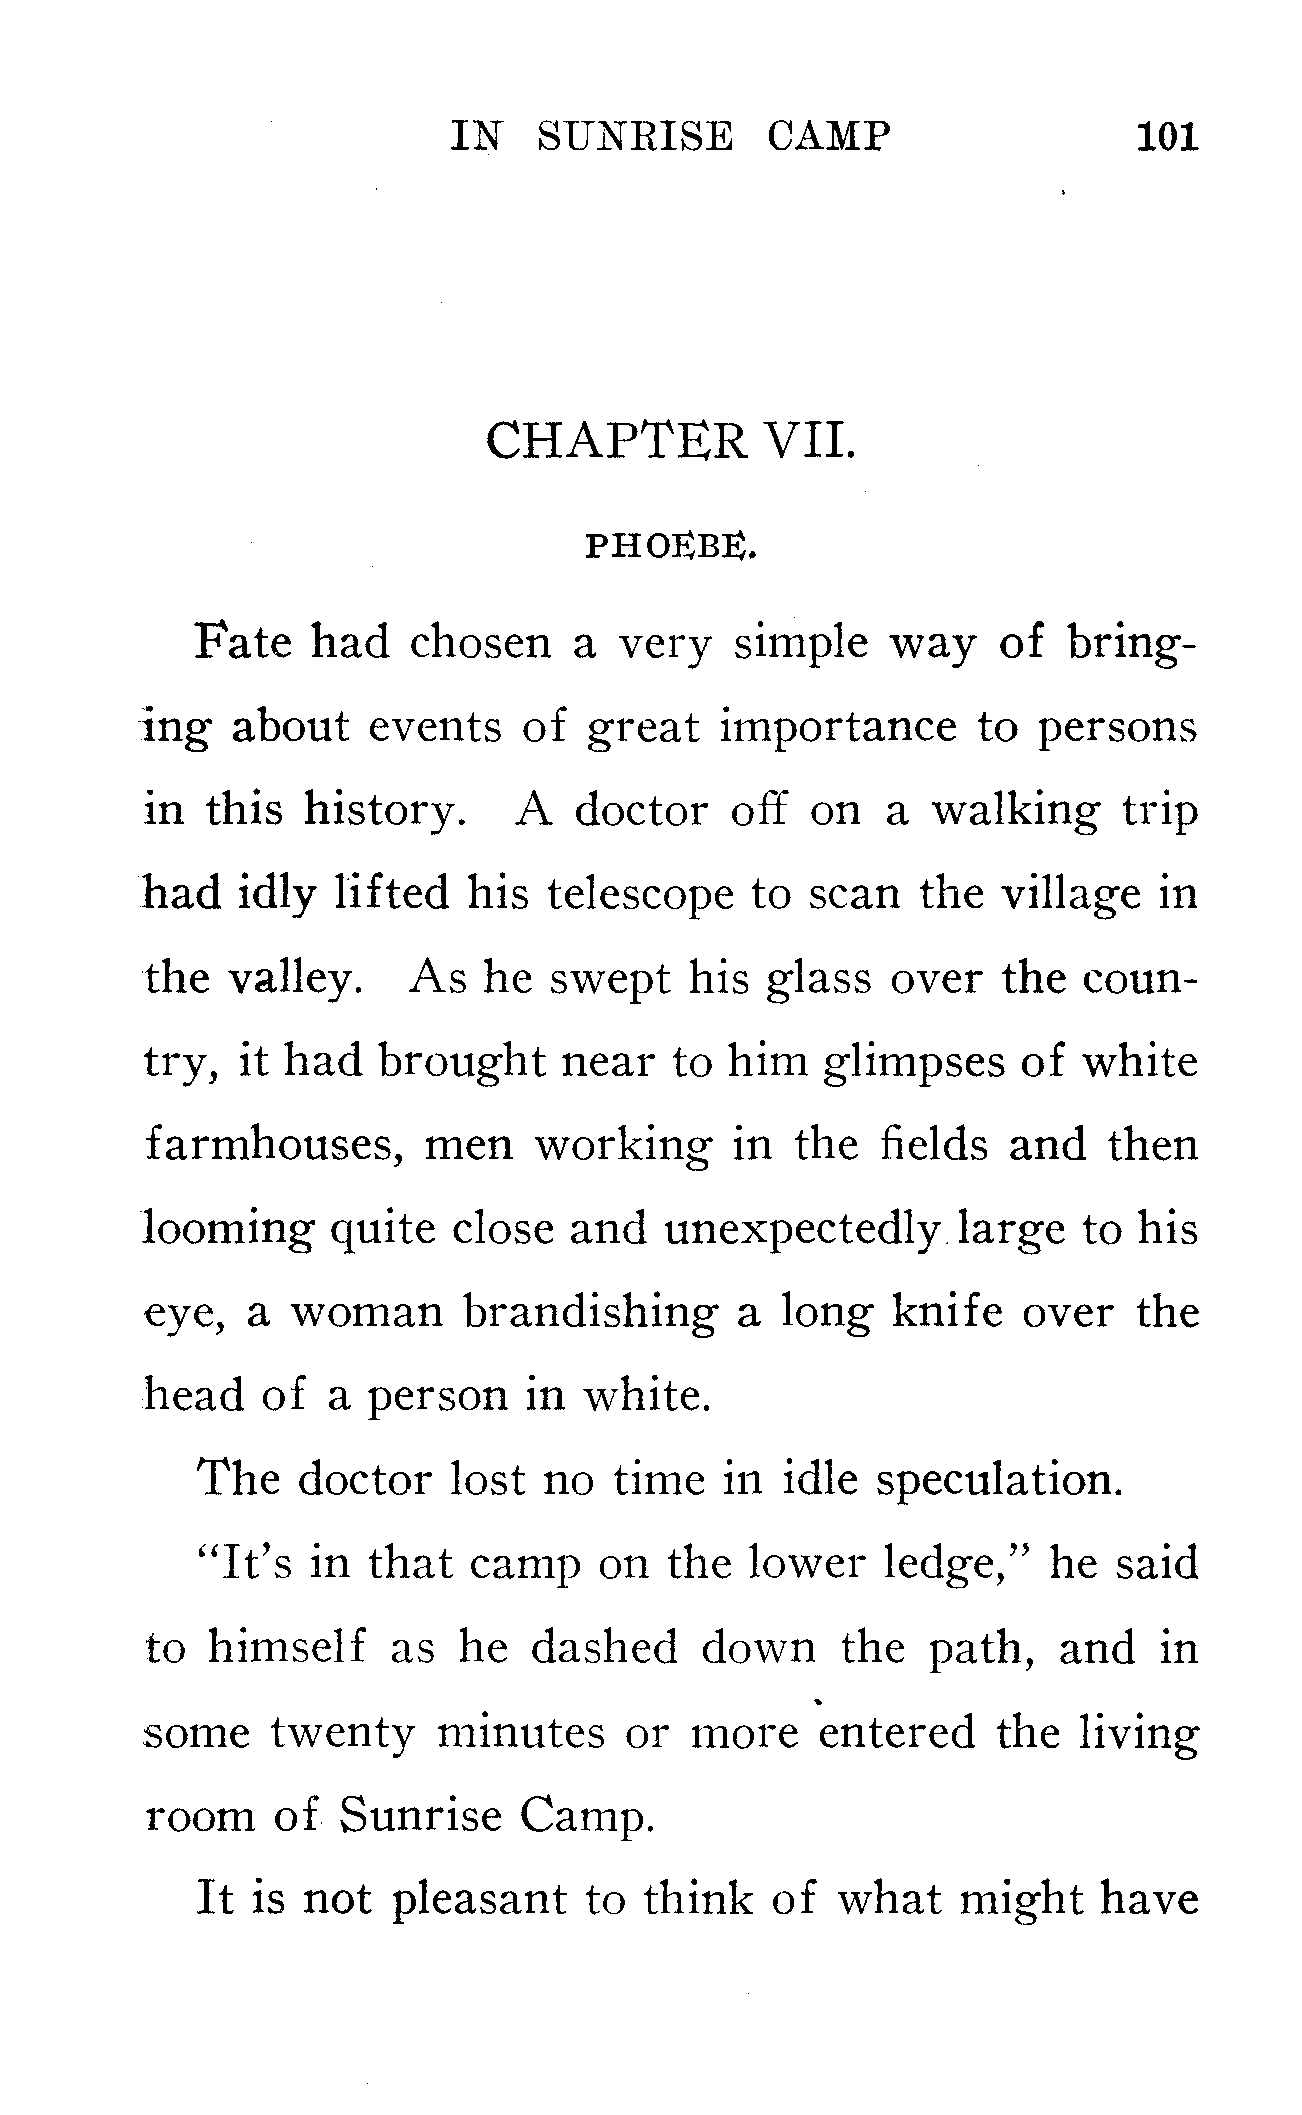 IN SUNRISE CAMP 101
CHAPTER VII.
PHOEBE.
Fate had chosen a very simple way of bring-
ing about events of great importance to persons
in this history. A doctor off on a walking trip
had idly lifted his telescope to scan the village in
the valley. As he swept his glass over the coun-
try, it had brought near to him glimpses of white
farmhouses, men working in the fields and then
looming quite close and unexpectedly large to his
eye, a woman brandishing a long knife over the
head of a person in white.
The doctor lost no time in idle speculation.
“It’s in that camp on the lower ledge,” he said
to himself as he dashed down the path, and in
some twenty minutes or more entered the living
room of Sunrise Camp.
It is not pleasant to think of what might have